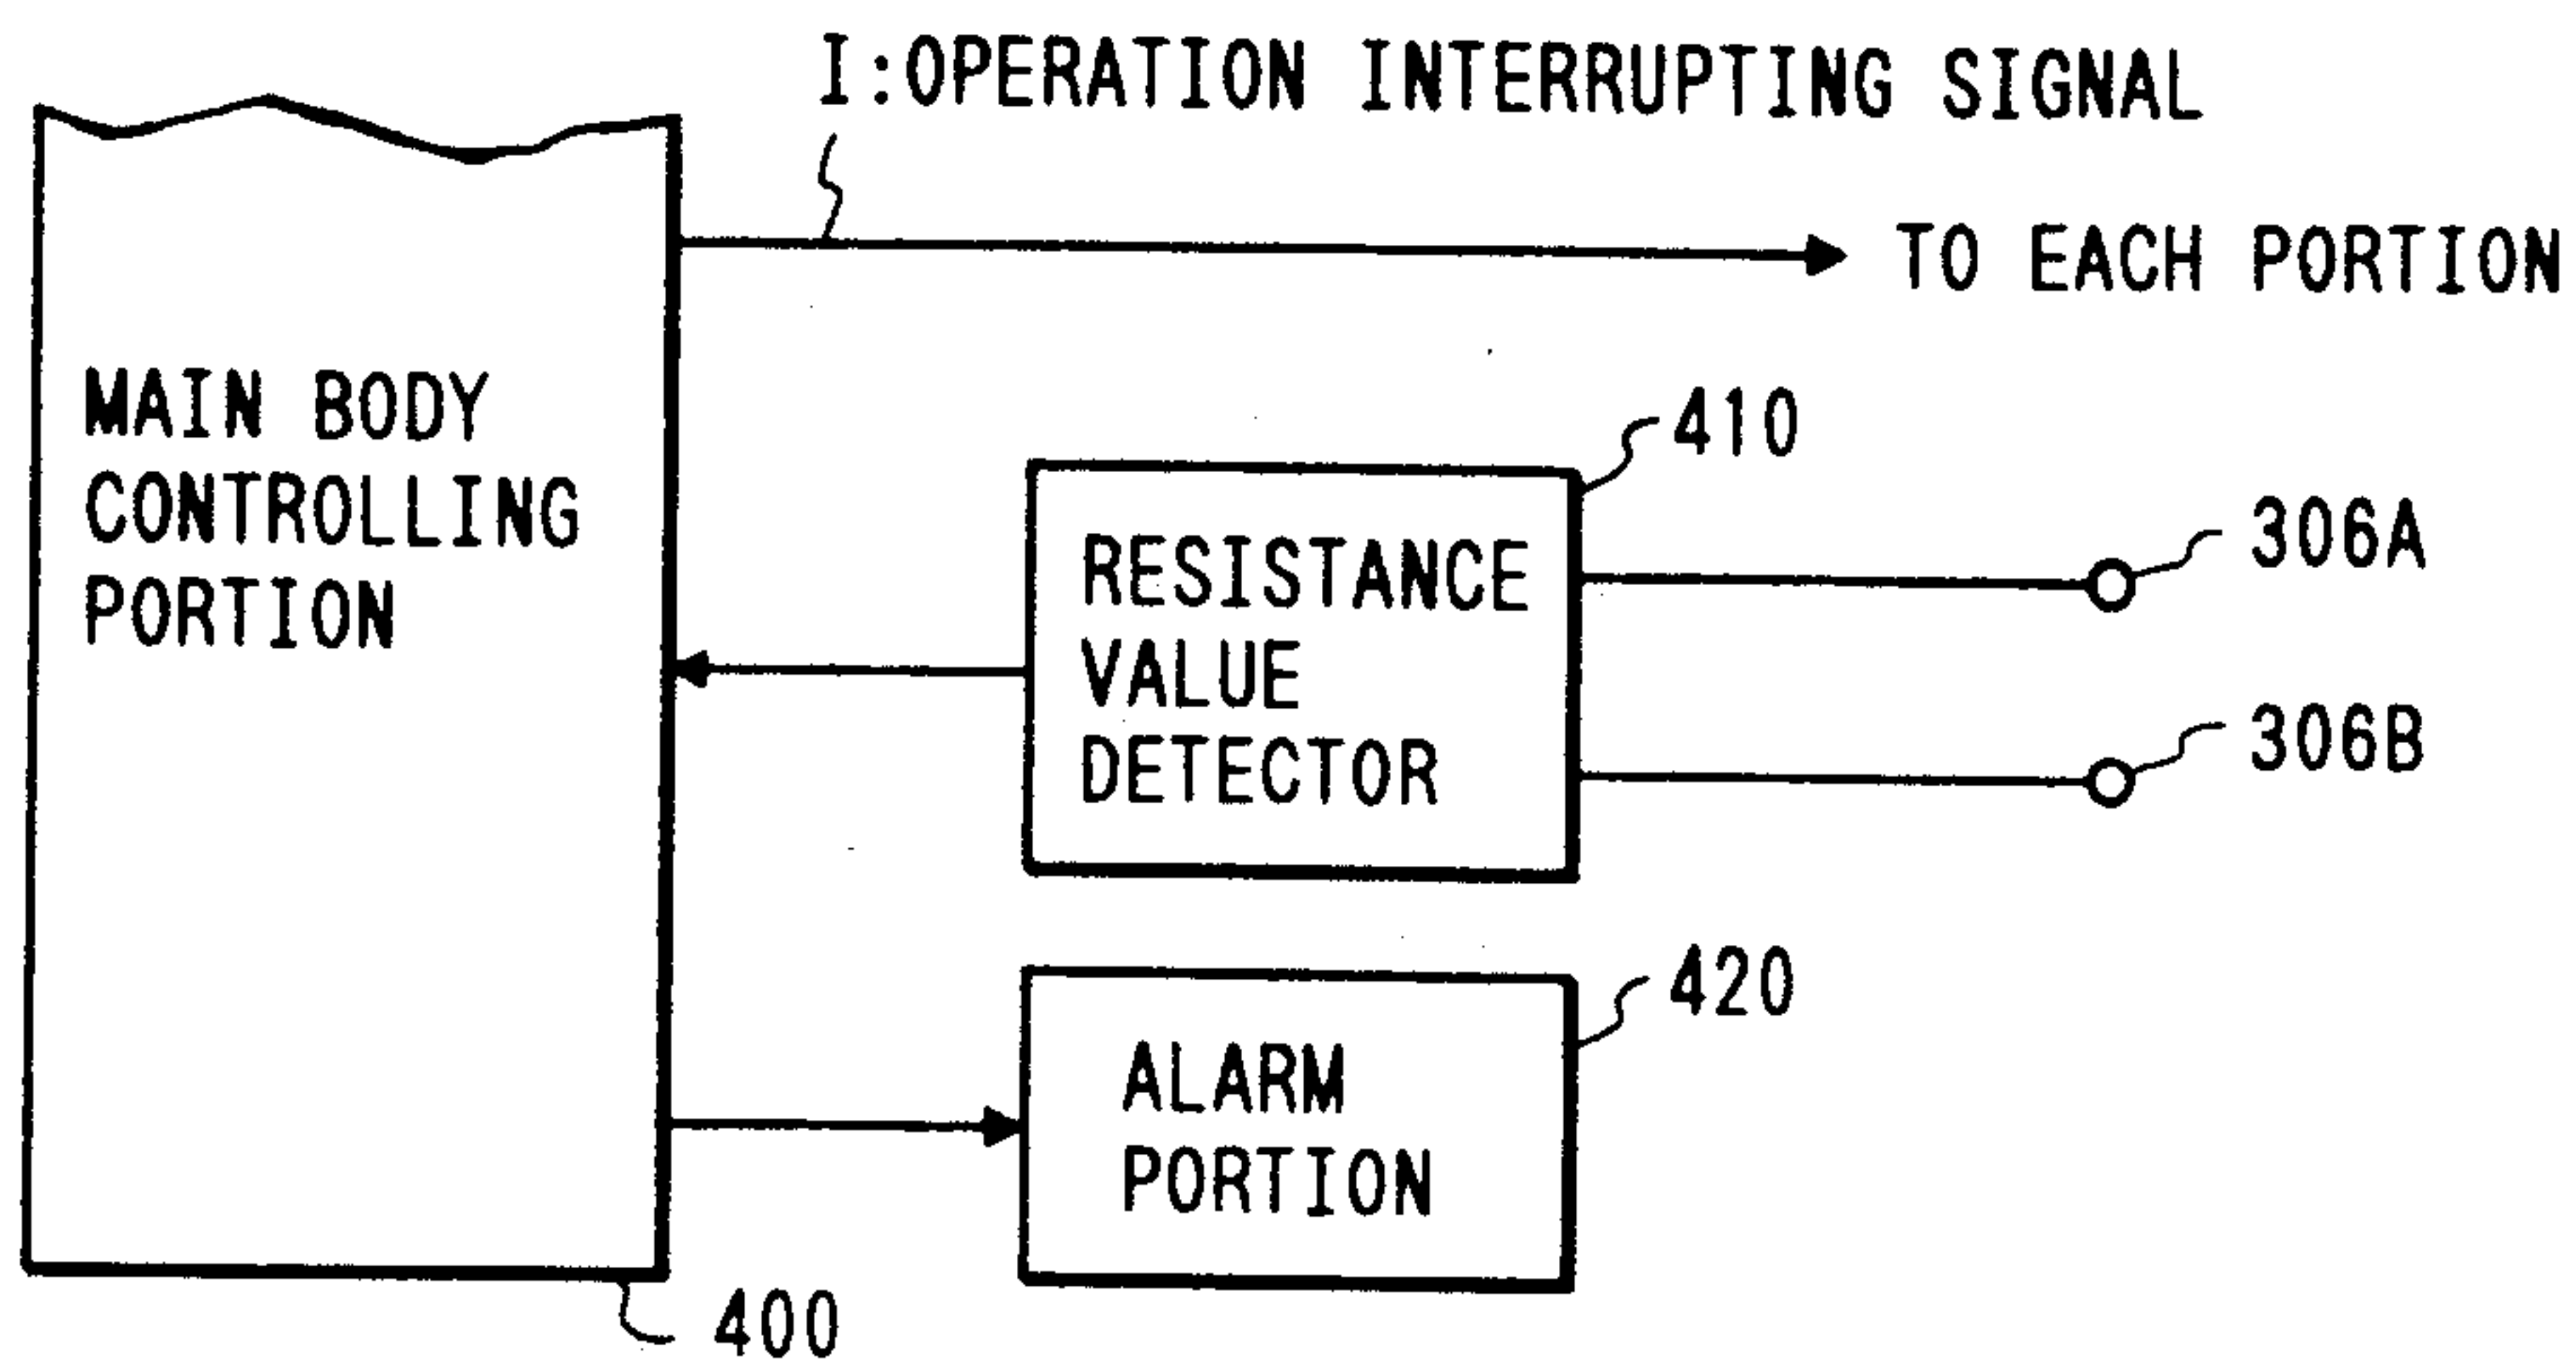 I:OPERATION INTERRUPTING SIGNAL
TO EACH PORTION
MAIN BODY
CONTROLLING
PORTION
410
RESISTANCE
VALUE
DETECTOR
306A
306B
420
ALARM
PORTION
400